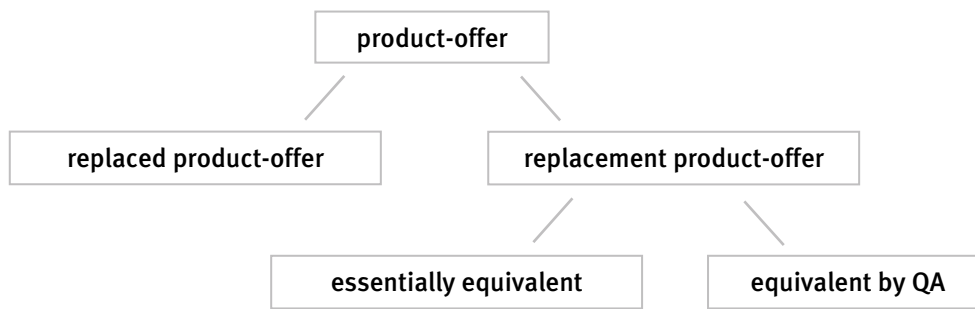 product-offer
replaced product-offer
replacement product-offer
essentially equivalent
equivalent by QA